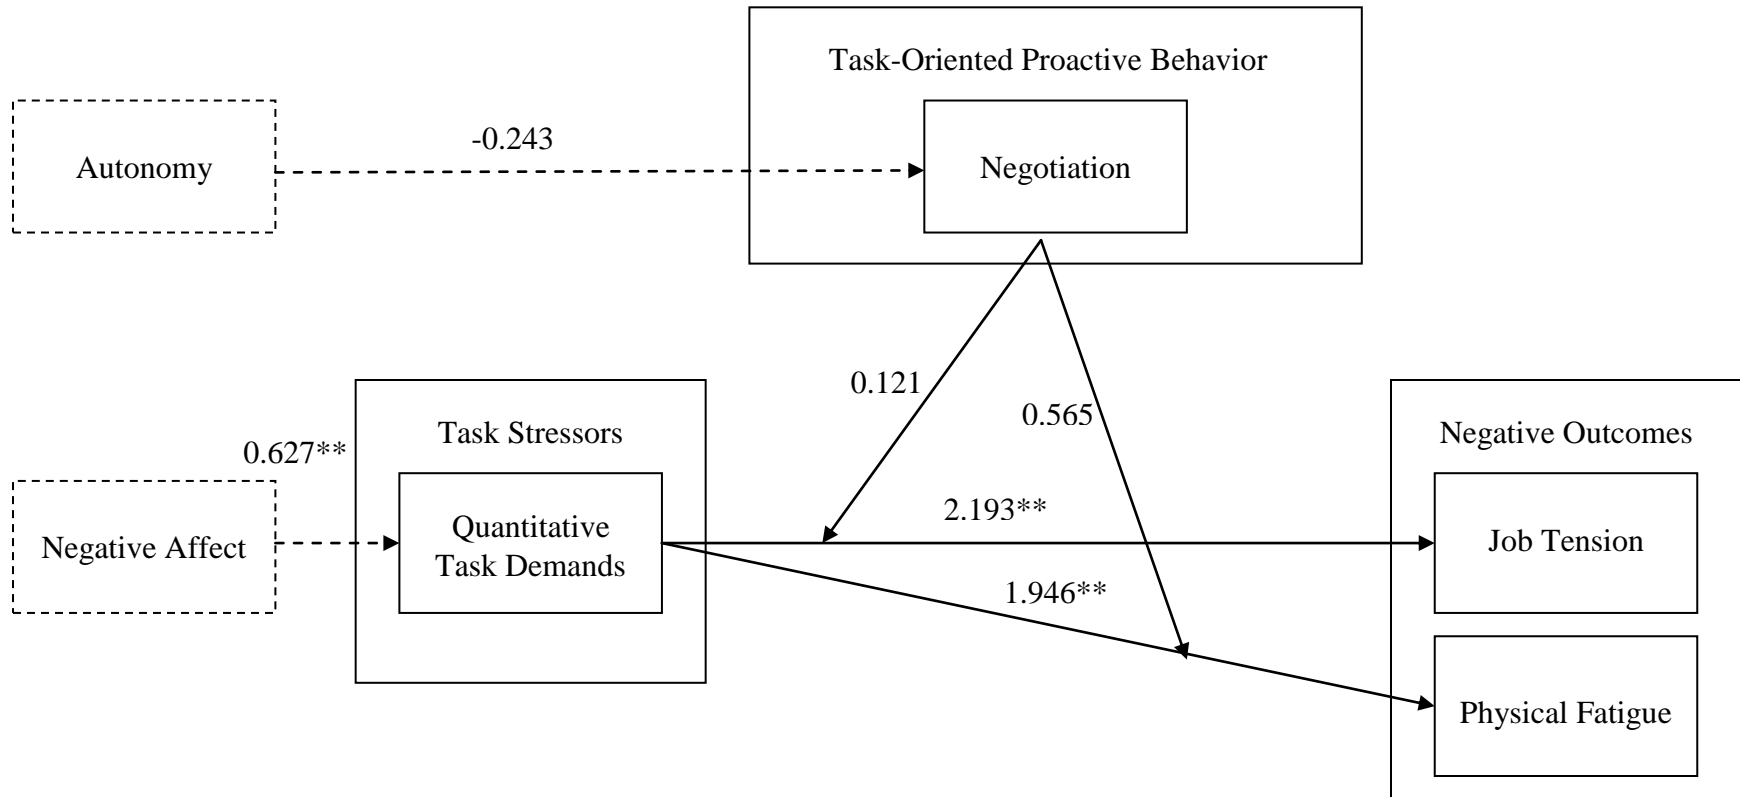 Task-Oriented Proactive Behavior
Autonomy
-0.243
Negotiation
0.121
0.565
Task Stressors
0.627**
Negative Affect
Quantitative
Task Demands
2.193**
1.946**
Negative Outcomes
Job Tension
Physical Fatigue